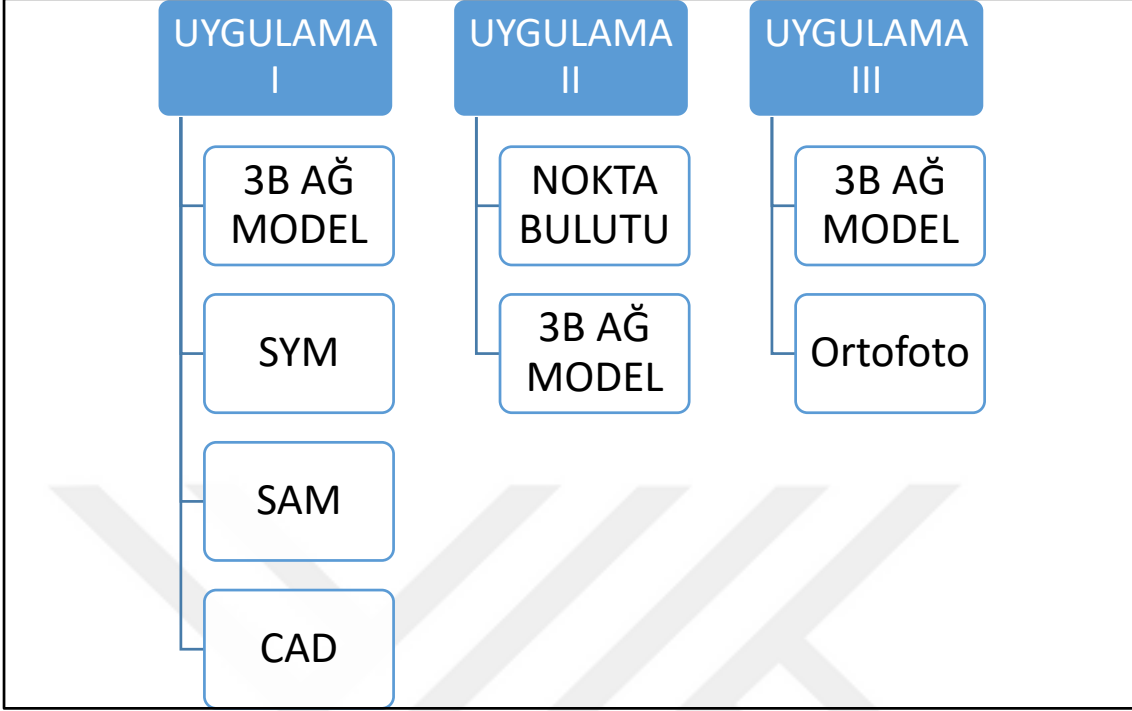 UYGULAMA
I
3B AĞ
MODEL
SYM
SAM
CAD
UYGULAMA
II
NOKTA
BULUTU
3B AĞ
MODEL
UYGULAMA
III
3B AĞ
MODEL
Ortofoto